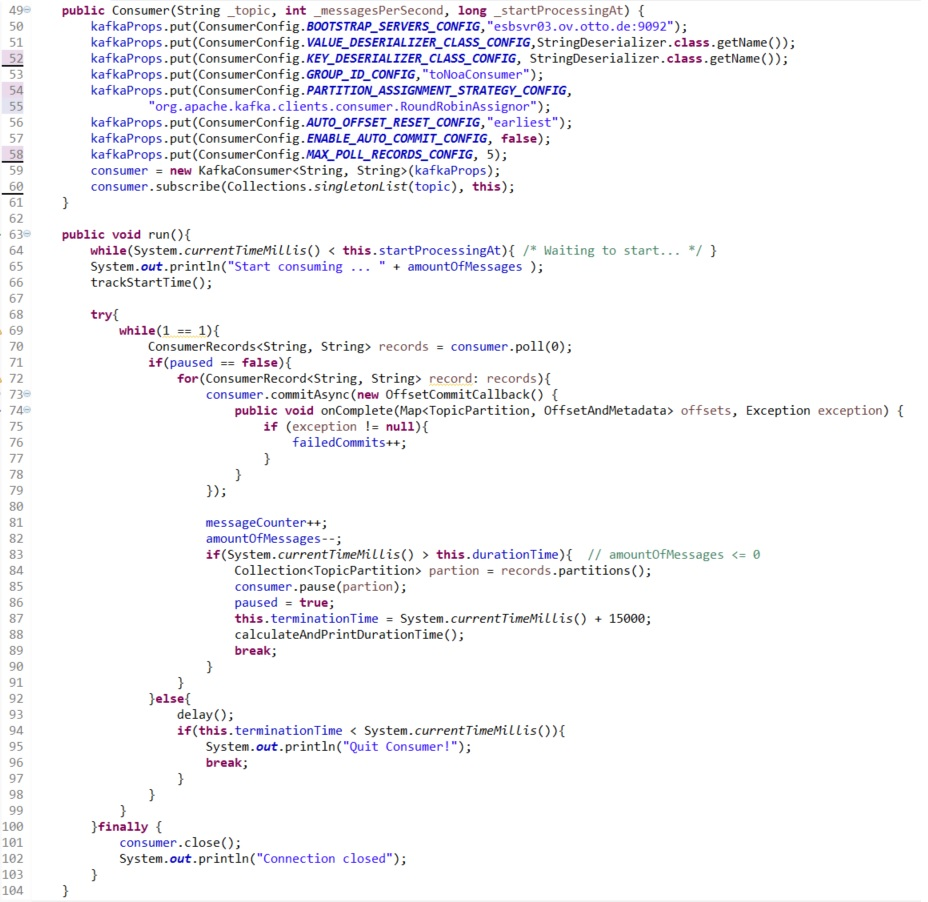 49 public Consumer(String _topic, int _messagesPerSecond, long _startProcessingAt) {
50 kafkaProps.put(ConsumerConfig.BOOTSTRAP_SERVERS_CONFIG,"esbsvr03.ov.otto.de:9092");
51 kafkaProps.put(ConsumerConfig.VALUE_DESERIALIZER_CLASS_CONFIG,StringDeserializer.class.getName());
52 kafkaProps.put(ConsumerConfig.KEY_DESERIALIZER_CLASS_CONFIG, StringDeserializer.class.getName());
53 kafkaProps.put(ConsumerConfig.GROUP_ID_CONFIG,"toNoaConsumer");
54 kafkaProps.put(ConsumerConfig.PARTITION_ASSIGNMENT_STRATEGY_CONFIG,
55 "org.apache.kafka.clients.consumer.RoundRobinAssignor");
56 kafkaProps.put(ConsumerConfig.AUTO_OFFSET_RESET_CONFIG,"earliest");
57 kafkaProps.put(ConsumerConfig.ENABLE_AUTO_COMMIT_CONFIG, false);
58 kafkaProps.put(ConsumerConfig.MAX_POLL_RECORDS_CONFIG, 5);
59 consumer = new KafkaConsumer<String, String>(kafkaProps);
60 consumer.subscribe(Collections.singletonList(topic), this);
61 }
62
63 public void run(){
64 while(System.currentTimeMillis() < this.startProcessingAt){ /* Waiting to start... */ }
65 System.out.println("Start consuming ... " + amountOfMessages );
66 trackStartTime();
67
68 try{
69 while(1 == 1){
70 ConsumerRecords<String, String> records = consumer.poll(0);
71 if(paused == false){
72 for(ConsumerRecord<String, String> record: records){
73 consumer.commitAsync(new OffsetCommitCallback() {
74 public void onComplete(Map<TopicPartition, OffsetAndMetadata> offsets, Exception exception) {
75 if (exception != null){
76 failedCommits++;
77 }
78 }
79 });
80
81 messageCounter++;
82 amountOfMessages--;
83 if(System.currentTimeMillis() > this.durationTime){ // amountOfMessages <= 0
84 Collection<TopicPartition> partion = records.partitions();
85 consumer.pause(partion);
86 paused = true;
87 this.terminationTime = System.currentTimeMillis() + 15000;
88 calculateAndPrintDurationTime();
89 break;
90 }
91 }
92 }else{
93 delay();
94 if(this.terminationTime < System.currentTimeMillis()){
95 System.out.println("Quit Consumer!");
96 break;
97 }
98 }
99 }
100 }finally {
101 consumer.close();
102 System.out.println("Connection closed");
103 }
104 }